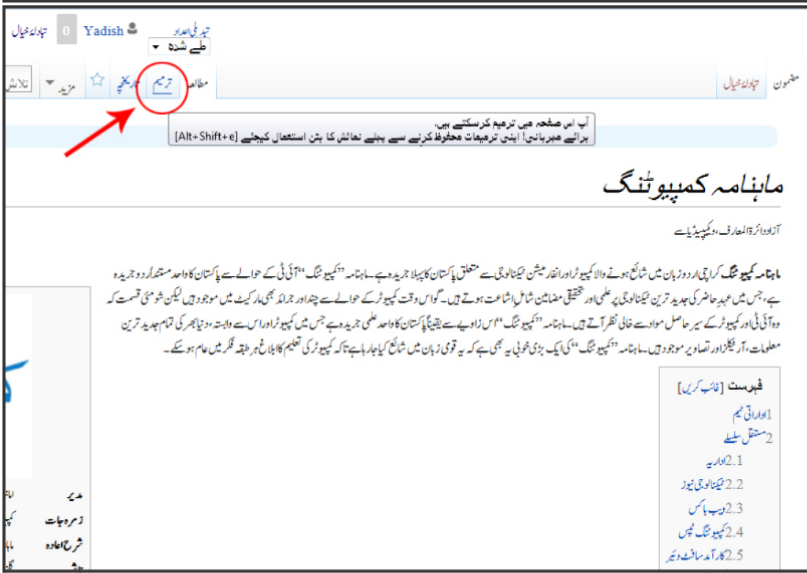 تبدیلی اعداد
Yadish 0 تبادلۂ خیال
طے شدہ
مضمون تبادلۂ خیال مطالعہ ترمیم تاریخچہ مزید تلاش
آپ اس صفحہ میں ترمیم کرسکتے ہیں۔
برائے مہربانی! اپنی ترمیمات محفوظ کرنے سے پہلے نمائش کا بٹن استعمال کیجئے [Alt+Shift+e]
ماہنامہ کمپیوٹنگ
آزاد دائرۃ المعارف، ویکیپیڈیا سے
ماہنامہ کمپیوٹنگ کراچی اردو زبان میں شائع ہونے والا کمپیوٹر اور انفارمیشن ٹیکنالوجی سے متعلق پاکستان کا پہلا جریدہ ہے۔ ماہنامہ ”کمپیوٹنگ“ آئی ٹی کے حوالے سے پاکستان کا واحد مستند اُردو جریدہ
ہے، جس میں عہد حاضر کی جدید ترین ٹیکنالوجی پر علمی اور تحقیقی مضامین شامل اشاعت ہوتے ہیں۔ گو اس وقت کمپیوٹر کے حوالے سے چند اور جرائد بھی مارکیٹ میں موجود ہیں لیکن شومئی قسمت کہ
وہ آئی ٹی اور کمپیوٹر کے سیر حاصل مواد سے خالی نظر آتے ہیں۔ ماہنامہ ”کمپیوٹنگ“ اس زاویے سے یقیناً پاکستان کا واحد علمی جریدہ ہے جس میں کمپیوٹر اور اس سے وابستہ، دنیا بھر کی تمام جدید ترین
معلومات، آرٹیکلز اور تصاویر موجود ہیں۔ ماہنامہ ”کمپیوٹنگ“ کی ایک بڑی خوبی یہ بھی ہے کہ یہ قومی زبان میں شائع کیا جا رہا ہے تاکہ کمپیوٹر کی تعلیم کا ابلاغ ہر طبقہ فکر میں عام ہو سکے۔
فہرست [غائب کریں]
1 اداراتی ٹیم
2 مستقل سلسلے
2.1 اداریہ
2.2 ٹیکنالوجی نیوز
2.3 ویب باکس
2.4 کمپیوٹنگ ٹپس
2.5 کارآمد سافٹ ویئر
مدیر
زمرہ جات
شرح اعادہ